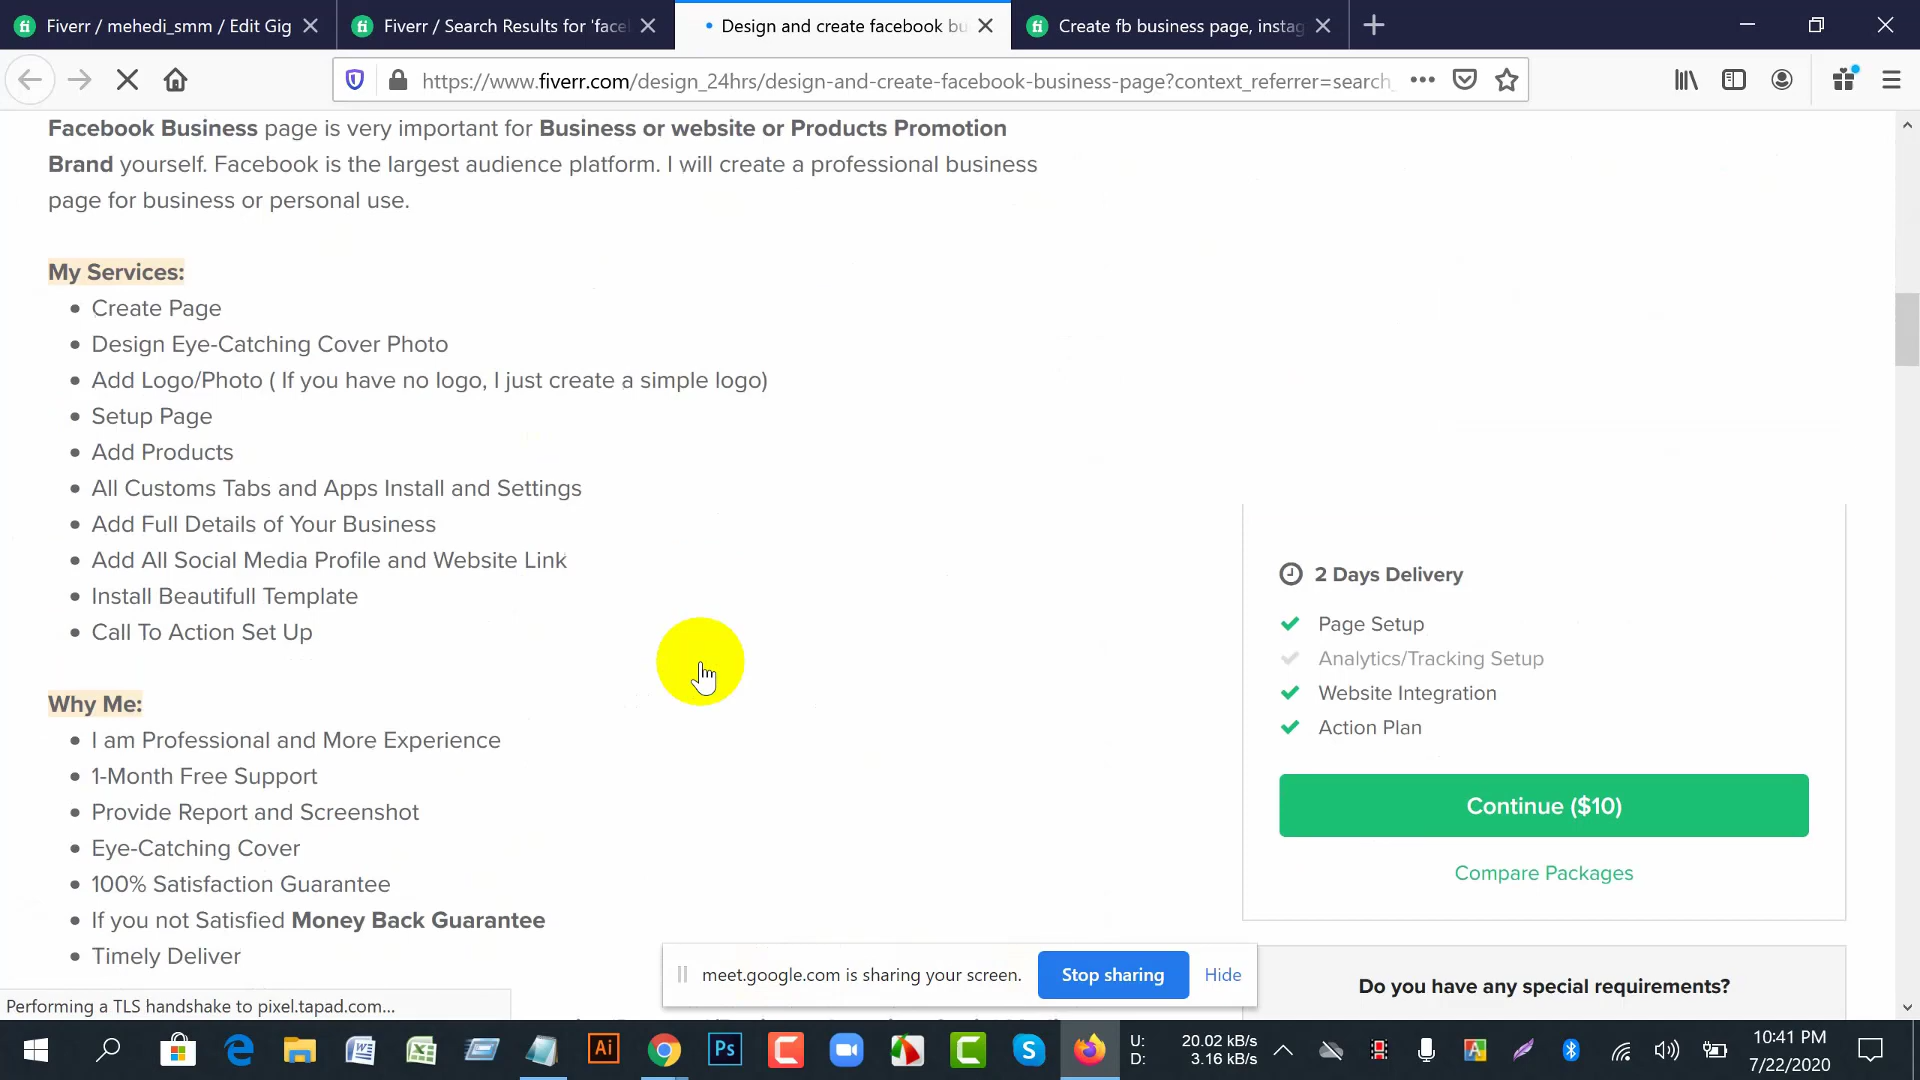 Fiverr / mehedi_smm / Edit Gig
Fiverr / Search Results for 'face
Design and create facebook bu
Create fb business page, instag
https://www.fiverr.com/design_24hrs/design-and-create-facebook-business-page?context_referrer=search_
Facebook Business page is very important for Business or website or Products Promotion
Brand yourself. Facebook is the largest audience platform. I will create a professional business
page for business or personal use.
My Services:
Create Page
Design Eye-Catching Cover Photo
Add Logo/Photo ( If you have no logo, I just create a simple logo)
Setup Page
Add Products
All Customs Tabs and Apps Install and Settings
Add Full Details of Your Business
Add All Social Media Profile and Website Link
Install Beautifull Template
Call To Action Set Up
Why Me:
I am Professional and More Experience
1-Month Free Support
Provide Report and Screenshot
Eye-Catching Cover
100% Satisfaction Guarantee
If you not Satisfied Money Back Guarantee
Timely Deliver
2 Days Delivery
Page Setup
Analytics/Tracking Setup
Website Integration
Action Plan
Continue ($10)
Compare Packages
Do you have any special requirements?
meet.google.com is sharing your screen.
Stop sharing
Hide
Performing a TLS handshake to pixel.tapad.com...
Ai
Ps
U: 20.02 kB/s
D: 3.16 kB/s
10:41 PM
7/22/2020